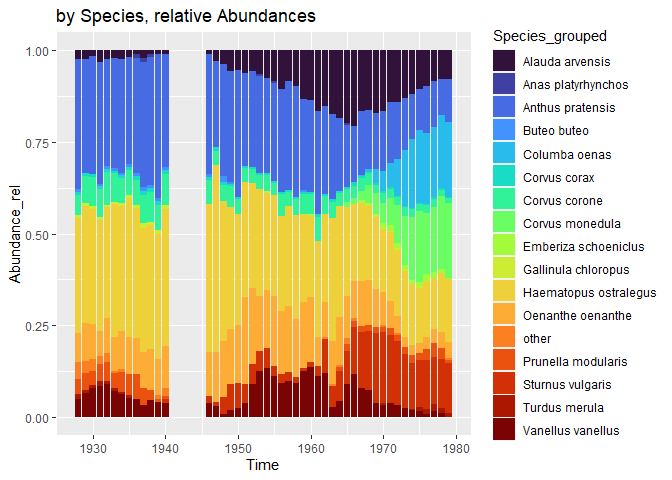 by Species, relative Abundances
Abundance_rel
1.00
0.75
0.50
0.25
0.00
1930
1940
1950
1960
1970
1980
Time
Species_grouped
Alauda arvensis
Anas platyrhynchos
Anthus pratensis
Buteo buteo
Columba oenas
Corvus corax
Corvus corone
Corvus monedula
Emberiza schoeniclus
Gallinula chloropus
Haematopus ostralegus
Oenanthe oenanthe
other
Prunella modularis
Sturnus vulgaris
Turdus merula
Vanellus vanellus